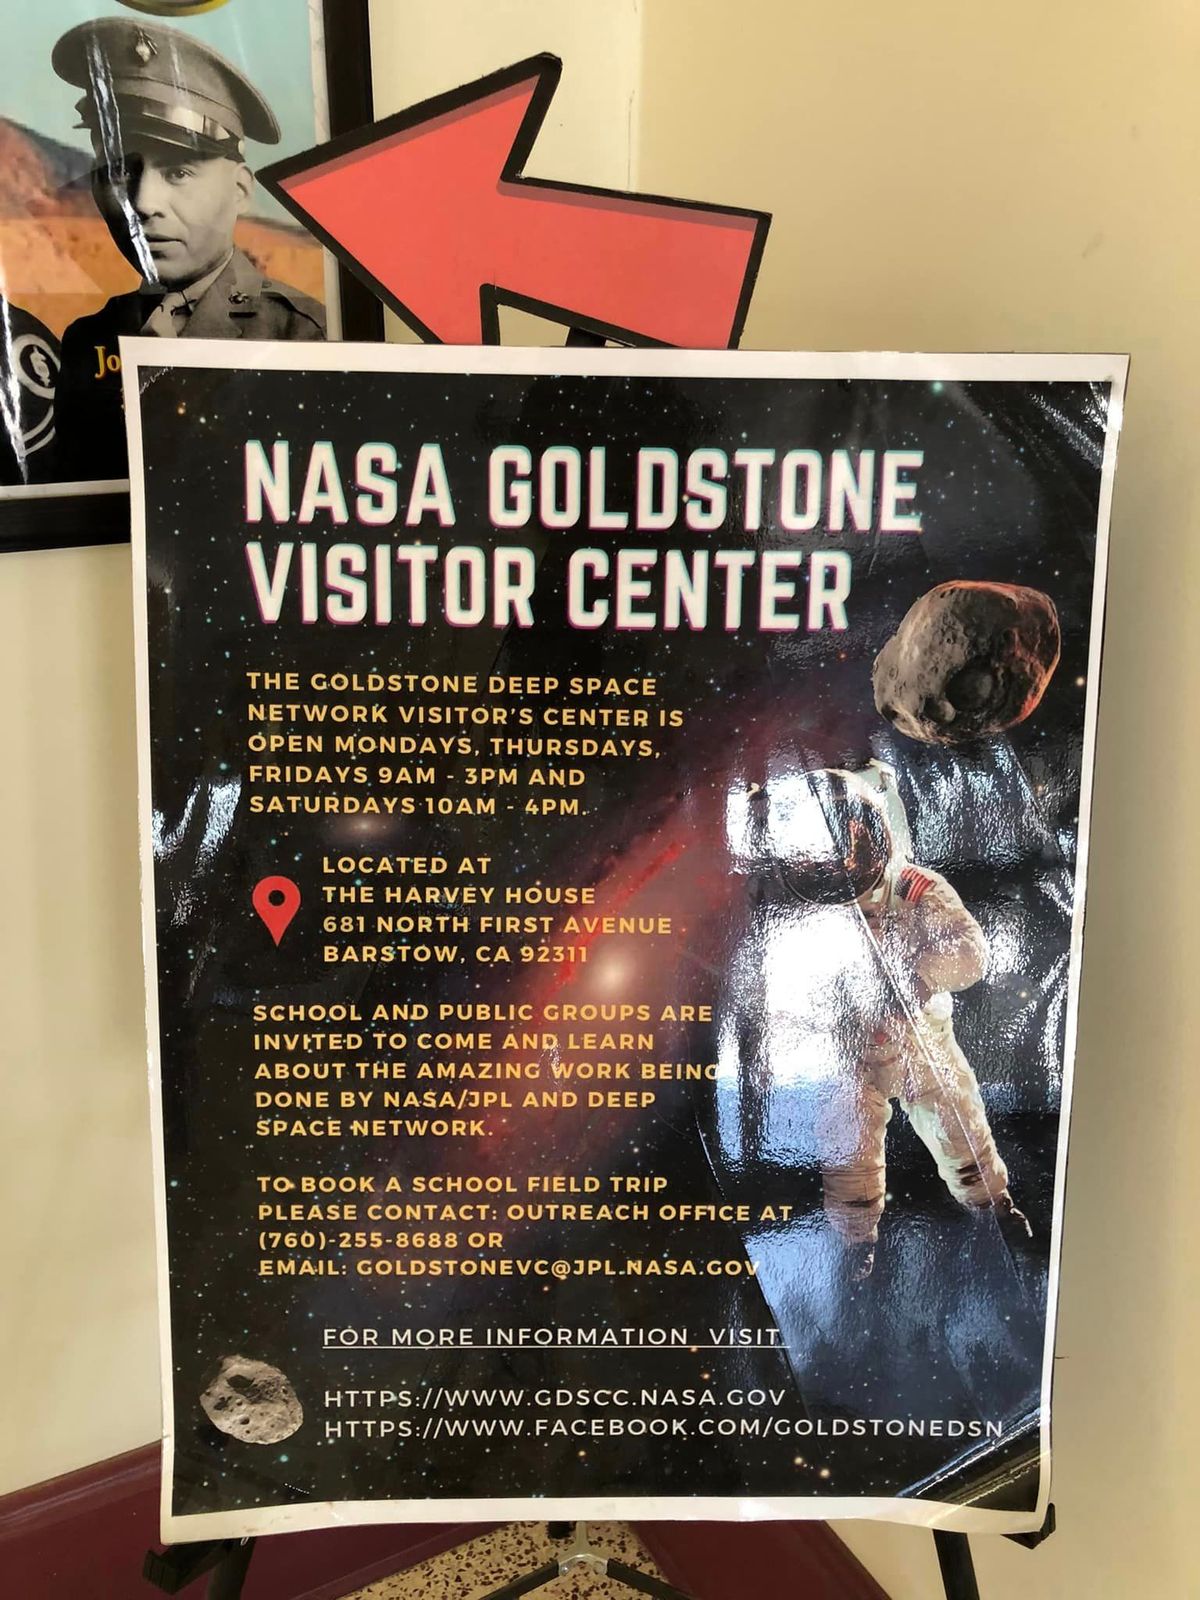 Jo
NASA GOLDSTONE
VISITOR CENTER
THE GOLDSTONE DEEP SPACE
NETWORK VISITOR'S CENTER IS
OPEN MONDAYS, THURSDAYS,
FRIDAYS 9AM - 3PM AND
SATURDAYS 10AM - 4PM.
LOCATED AT
THE HARVEY HOUSE
681 NORTH FIRST AVENUE
BARSTOW, CA 92311
SCHOOL AND PUBLIC GROUPS ARE
INVITED TO COME AND LEARN
ABOUT THE AMAZING WORK BEING
DONE BY NASA/JPL AND DEEP
SPACE NETWORK.
TO BOOK A SCHOOL FIELD TRIP
PLEASE CONTACT: OUTREACH OFFICE AT
(760)-255-8688 OR
EMAIL: GOLDSTONEVC@JPL.NASA.GOV
FOR MORE INFORMATION VISIT
HTTPS://WWW.GDSCC.NASA.GOV
HTTPS://WWW.FACEBOOK.COM/GOLDSTONEDSN